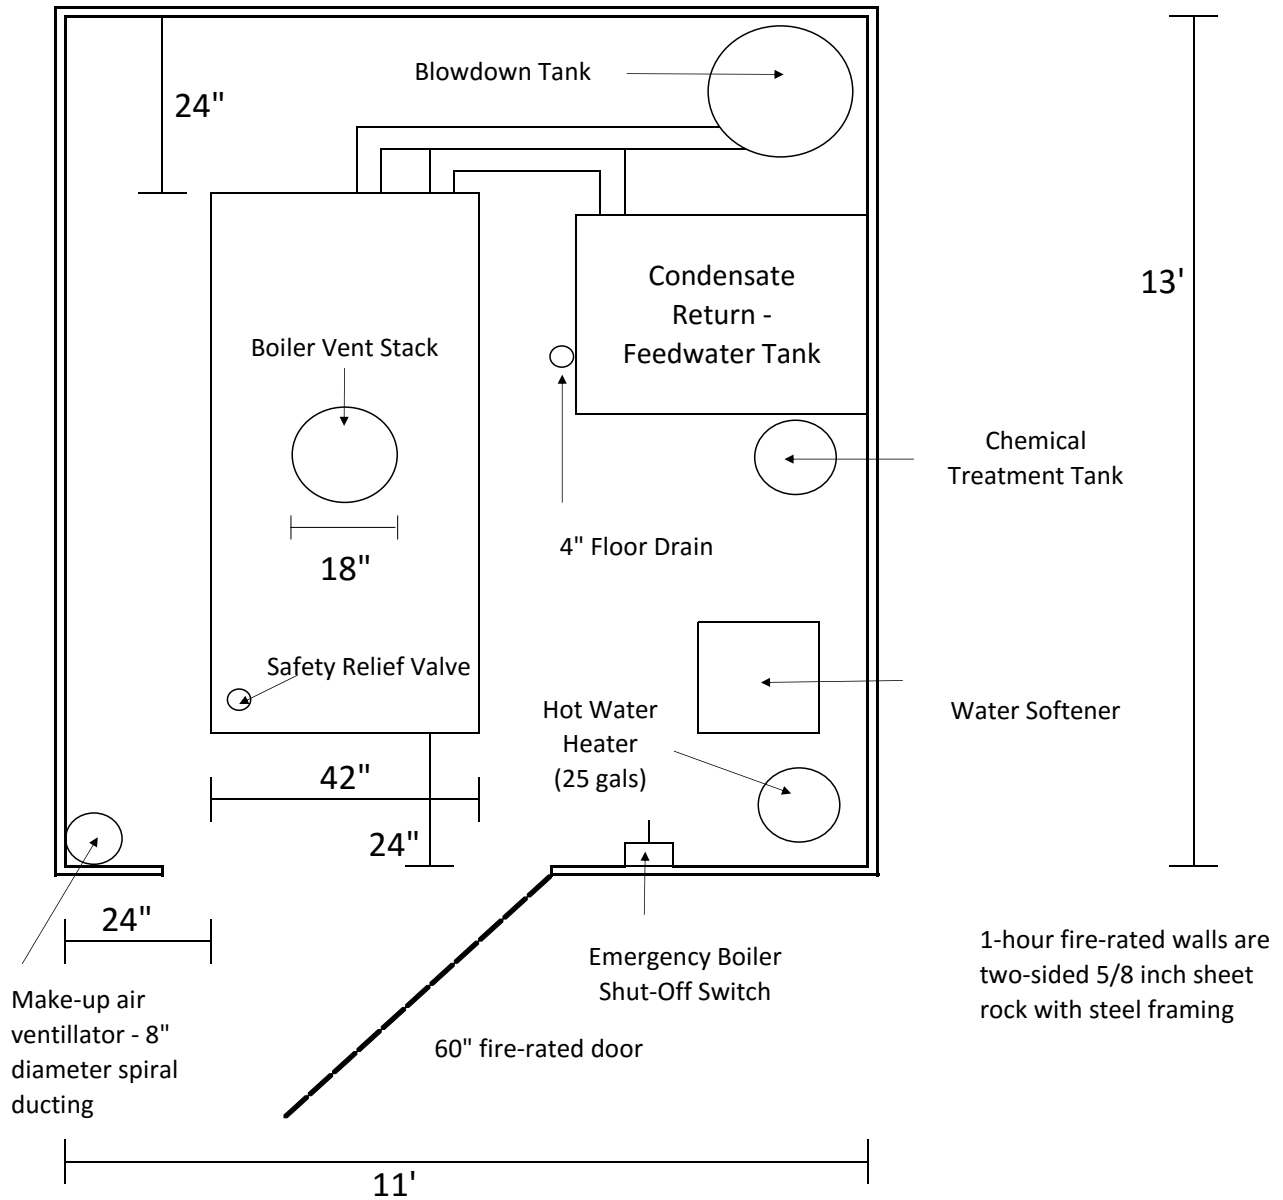 Blowdown Tank
24"
Condensate
Return -
Feedwater Tank
13'
Boiler Vent Stack
Chemical
Treatment Tank
4" Floor Drain
18"
Safety Relief Valve
Hot Water
Heater
(25 gals)
Water Softener
42"
24"
24"
Emergency Boiler
Shut-Off Switch
1-hour fire-rated walls are
two-sided 5/8 inch sheet
rock with steel framing
Make-up air
ventillator - 8"
diameter spiral
ducting
60" fire-rated door
11'